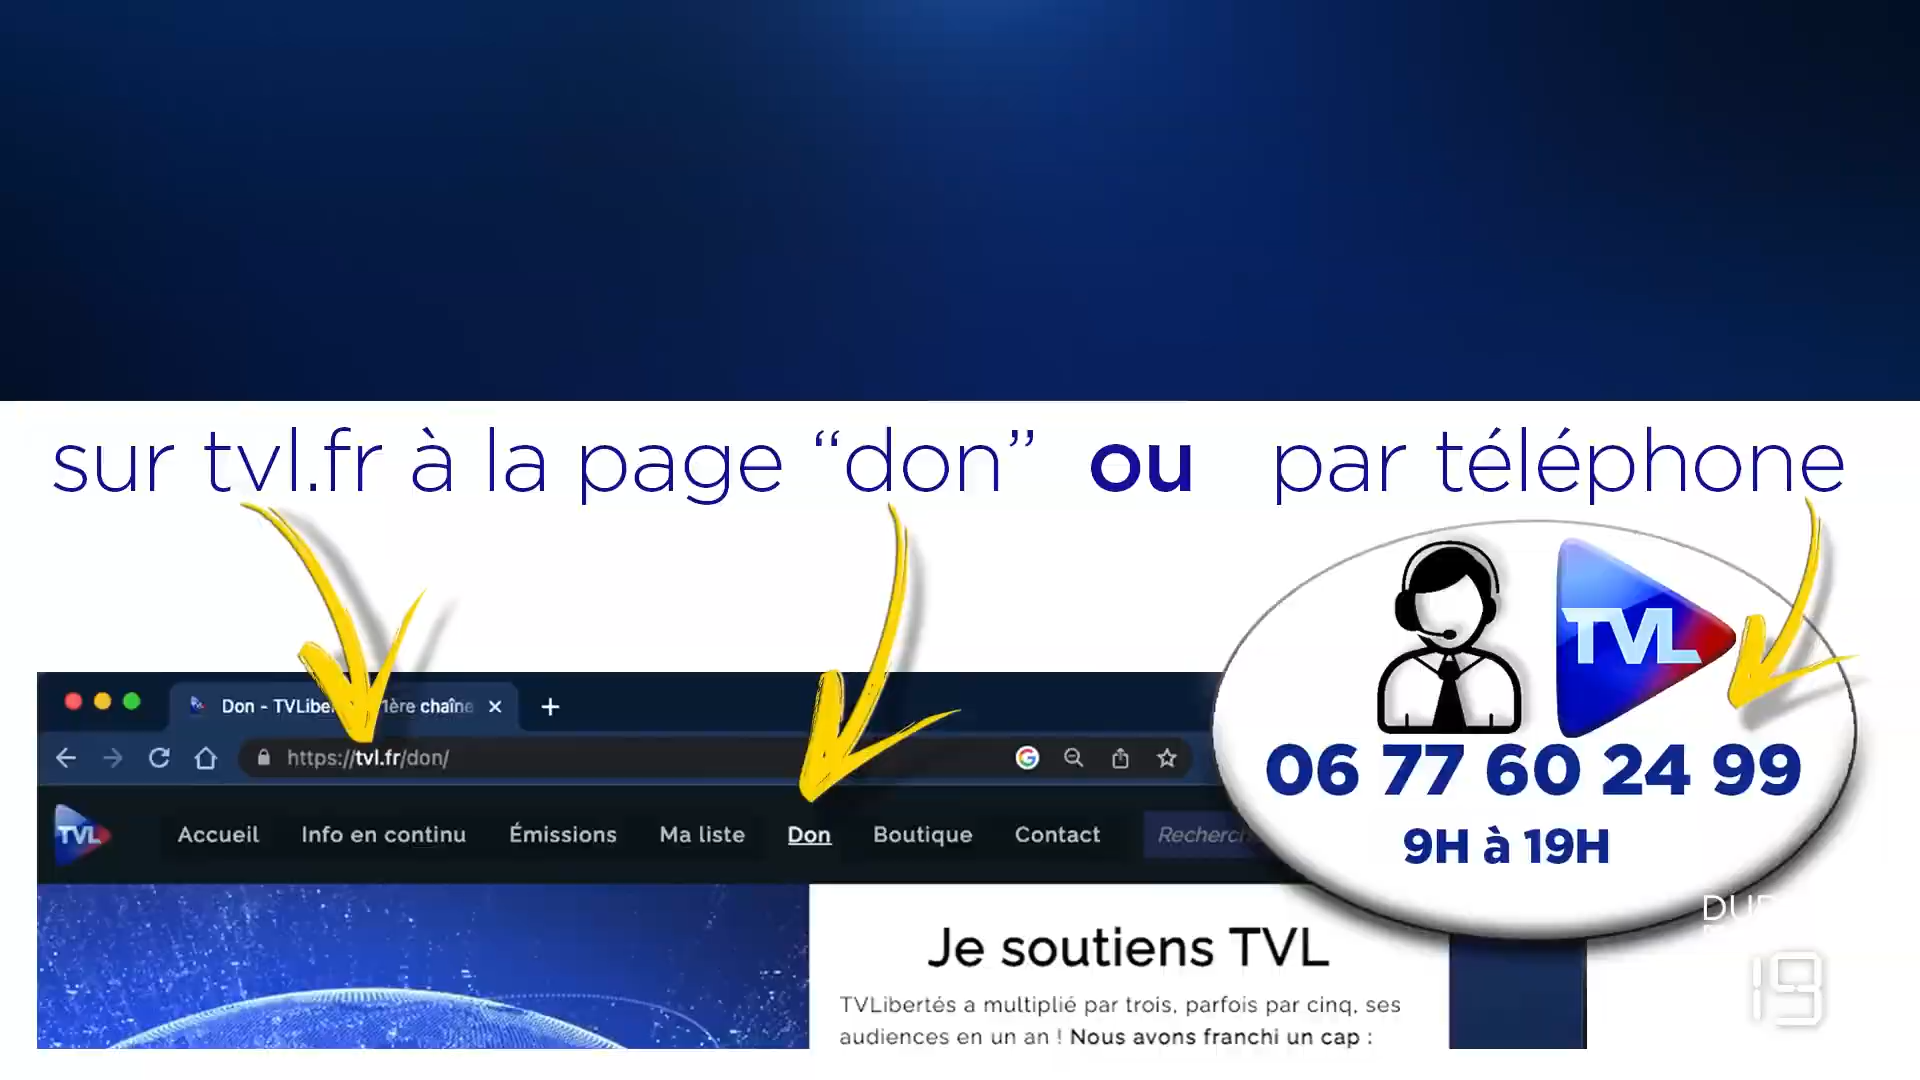 sur tvl.fr à la page “don” ou par téléphone
TVL
06 77 60 24 99
9H à 19H
Don - 1ère chaîne
https://tvl.fr/don/
TVL
Accueil Info en continu Émissions Ma liste Don Boutique Contact
Je soutiens TVL
TVLibertés a multiplié par trois, parfois par cinq, ses
audiences en un an ! Nous avons franchi un cap :
19